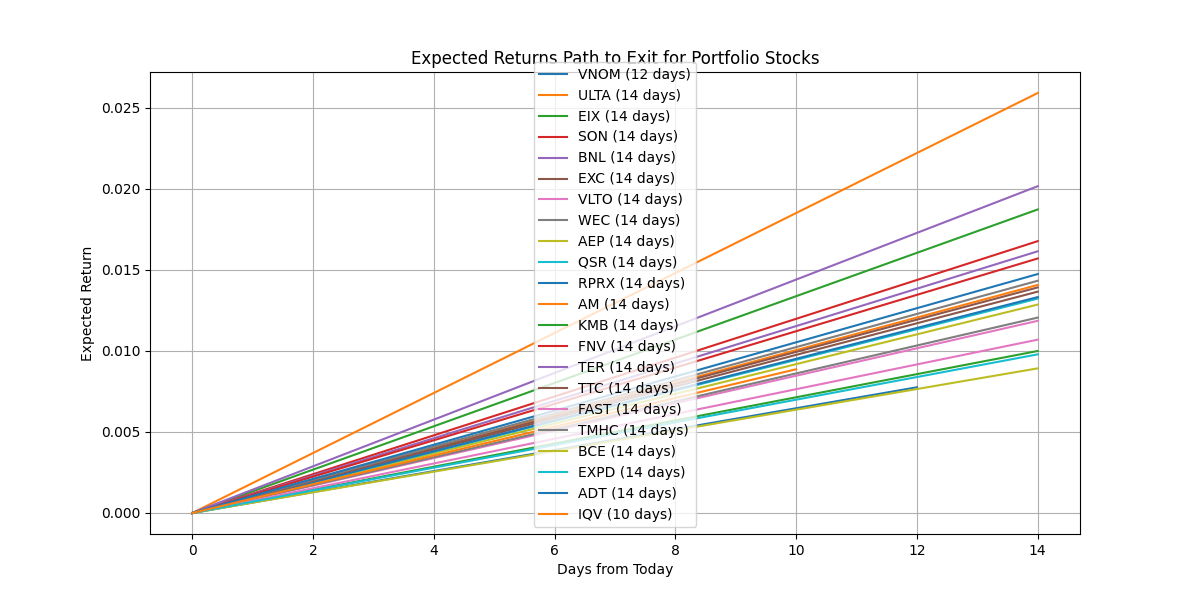 Expected Returns Path to Exit for Portfolio Stocks
VNOM (12 days)
ULTA (14 days)
EIX (14 days)
SON (14 days)
BNL (14 days)
EXC (14 days)
VLTO (14 days)
WEC (14 days)
AEP (14 days)
QSR (14 days)
RPRX (14 days)
AM (14 days)
KMB (14 days)
FNV (14 days)
TER (14 days)
TTC (14 days)
FAST (14 days)
TMHC (14 days)
BCE (14 days)
EXPD (14 days)
ADT (14 days)
IQV (10 days)
Expected Return
0.025
0.020
0.015
0.010
0.005
0.000
0 2 4 6 8 10 12 14
Days from Today